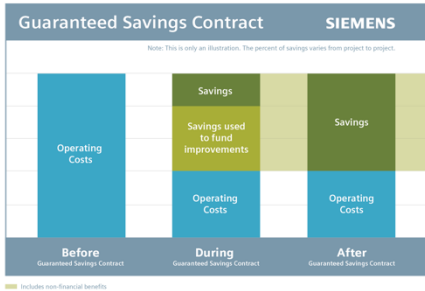 Guaranteed Savings Contract
SIEMENS
Note: This is only an illustration. The percent of savings varies from project to project.
Operating
Costs
Savings
Savings used
to fund
improvements
Operating
Costs
Savings
Operating
Costs
Before
Guaranteed Savings Contract
During
Guaranteed Savings Contract
After
Guaranteed Savings Contract
Includes non-financial benefits